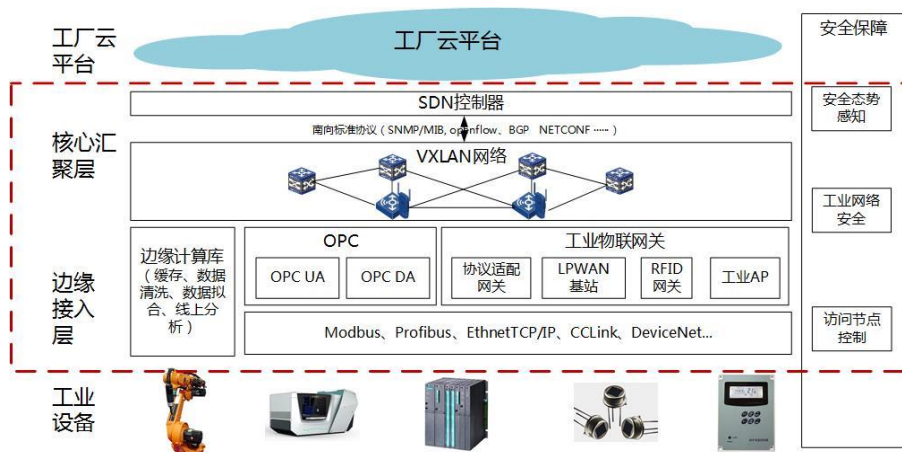 工厂云
平台
工厂云平台
安全保障
SDN控制器
安全态势
感知
南向标准协议（SNMP/MIB, openflow、BGP NETCONF ······）
核心汇
聚层
VXLAN网络
工业网络
安全
边缘计算库
（缓存、数据
清洗、数据拟
合、线上分
析）
OPC
OPC UA
OPC DA
工业物联网关
协议适配
网关
LPWAN
基站
RFID
网关
工业AP
边缘
接入
层
Modbus、Profibus、EthnetTCP/IP、CCLink、DeviceNet...
访问节点
控制
工业
设备